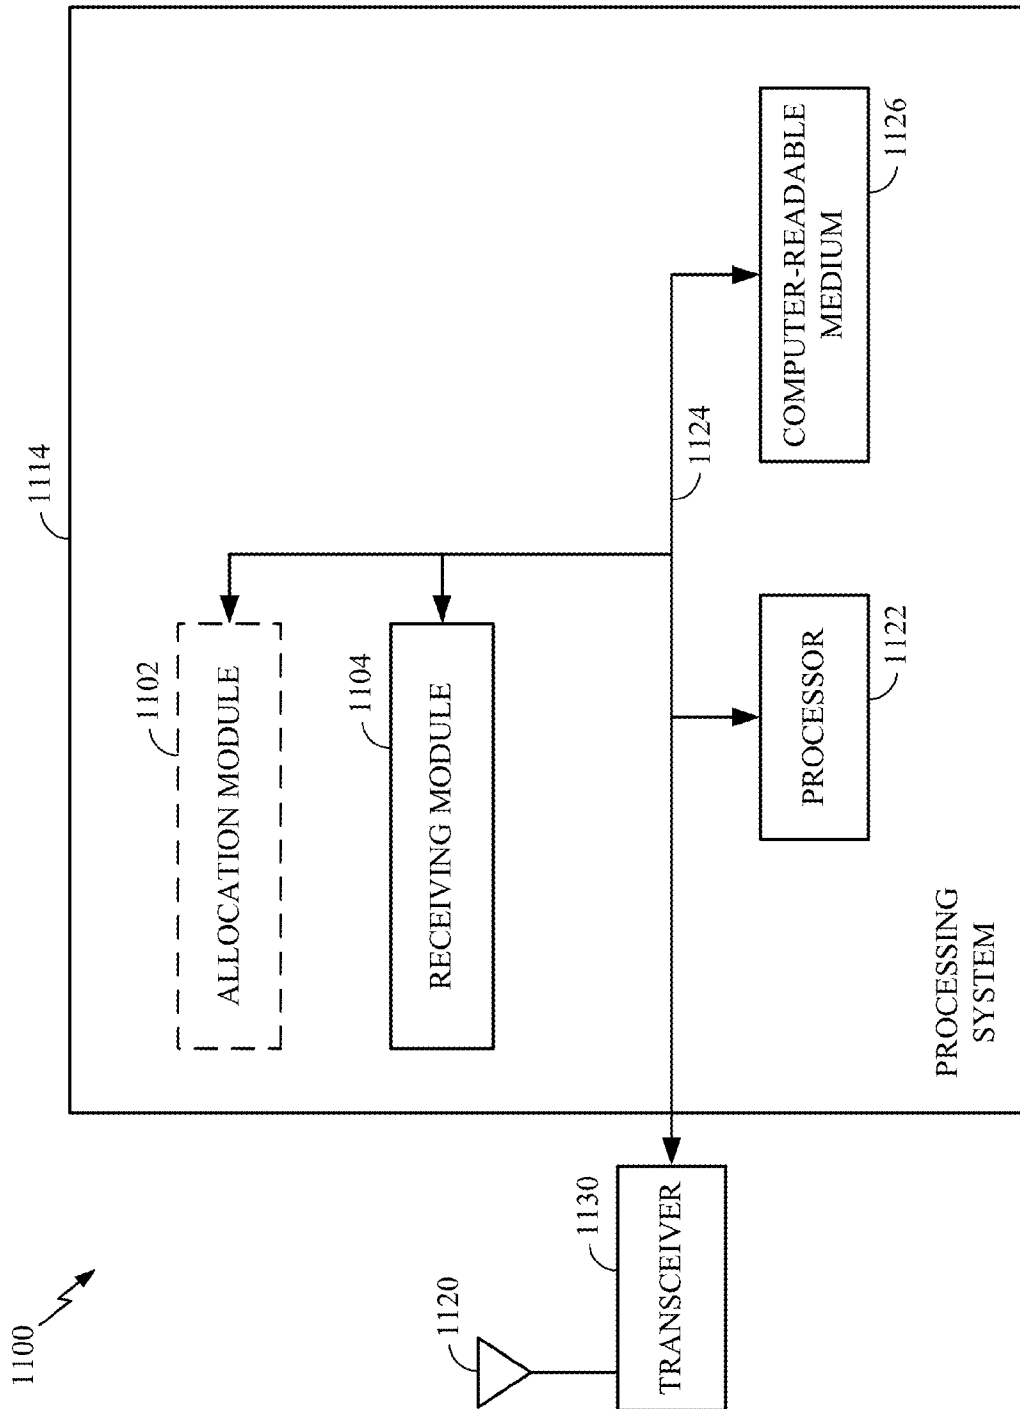 1100
1114
1102
ALLOCATION MODULE
1104
RECEIVING MODULE
1120
1130
TRANSCEIVER
1124
PROCESSOR
1122
COMPUTER-READABLE
MEDIUM
1126
PROCESSING
SYSTEM